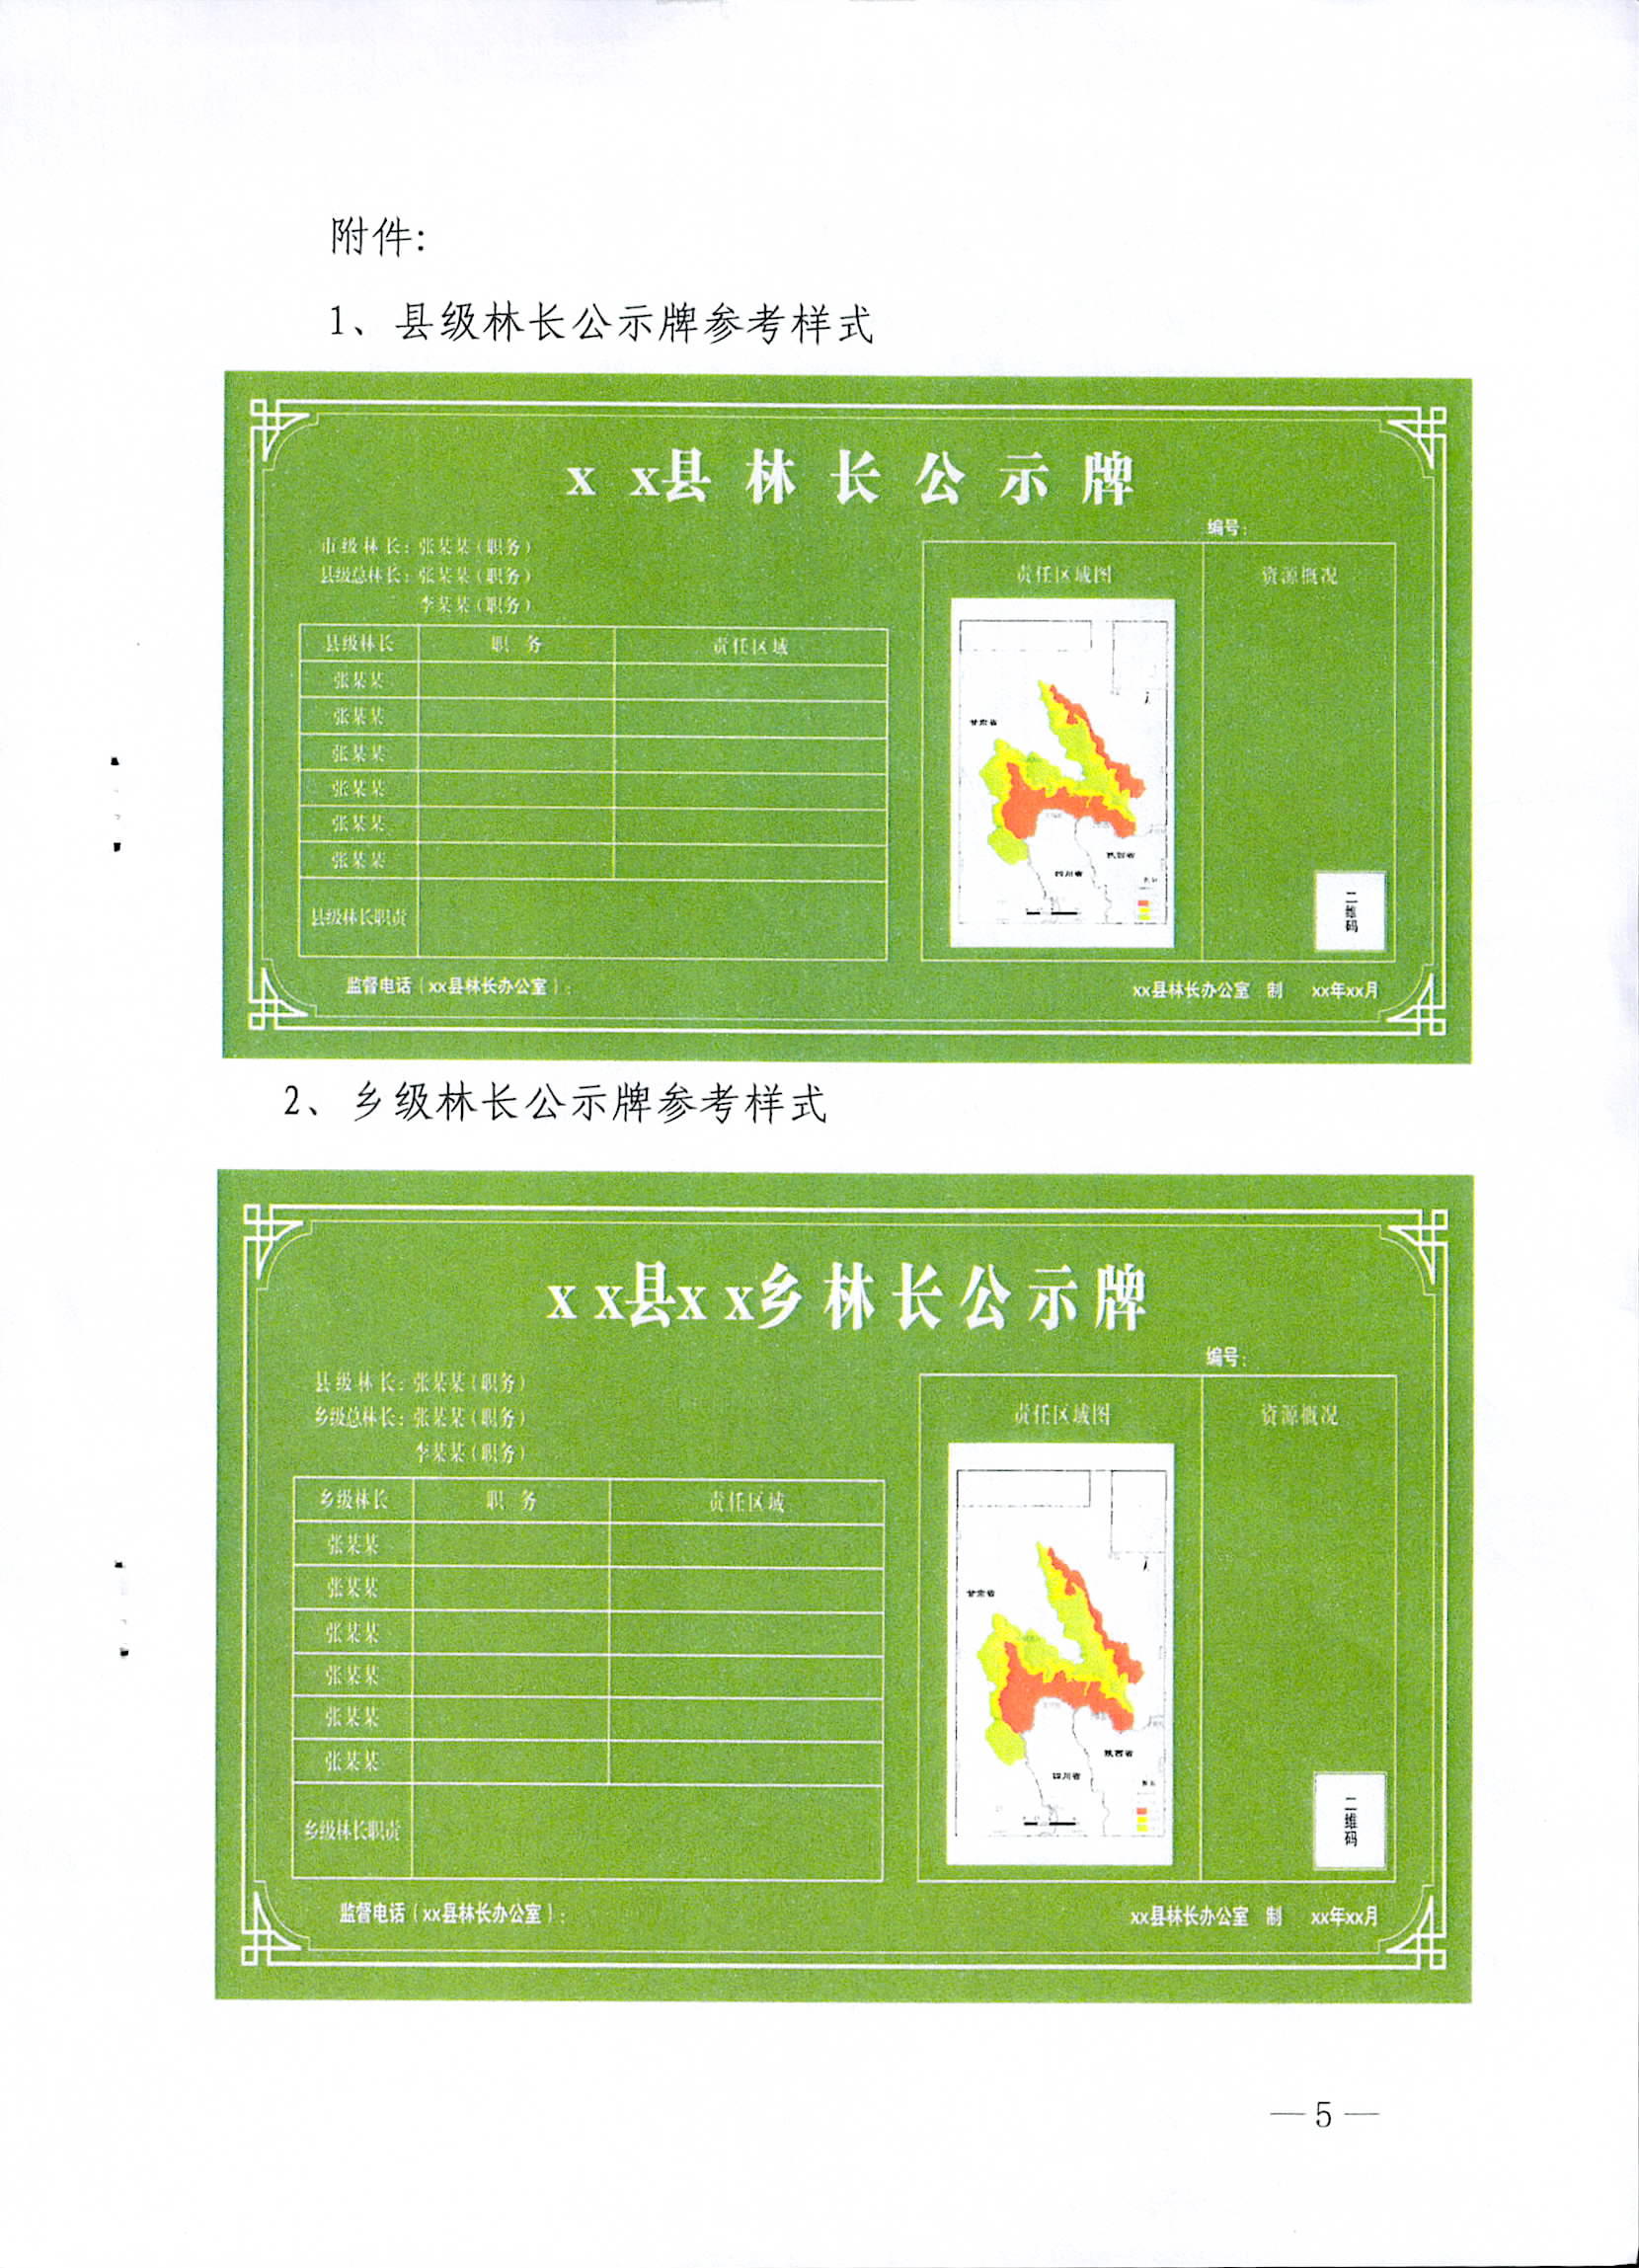 附件:
1、县级林长公示牌参考样式
x x县林长公示牌
编号:
市级林长: 张某某(职务)
县级总林长: 张某某(职务)
李某某(职务)
县级林长 职 务 责任区域
张某某
张某某
张某某
张某某
张某某
张某某
县级林长职责
责任区域图 资源概况
甘肃省
陕西省
四川省
二维码
监督电话(xx县林长办公室):
xx县林长办公室 制 xx年xx月
2、乡级林长公示牌参考样式
x x县x x乡林长公示牌
编号:
县级林长: 张某某(职务)
乡级总林长: 张某某(职务)
李某某(职务)
乡级林长 职 务 责任区域
张某某
张某某
张某某
张某某
张某某
张某某
乡级林长职责
责任区域图 资源概况
甘肃省
陕西省
四川省
二维码
监督电话(xx县林长办公室):
xx县林长办公室 制 xx年xx月
— 5 —